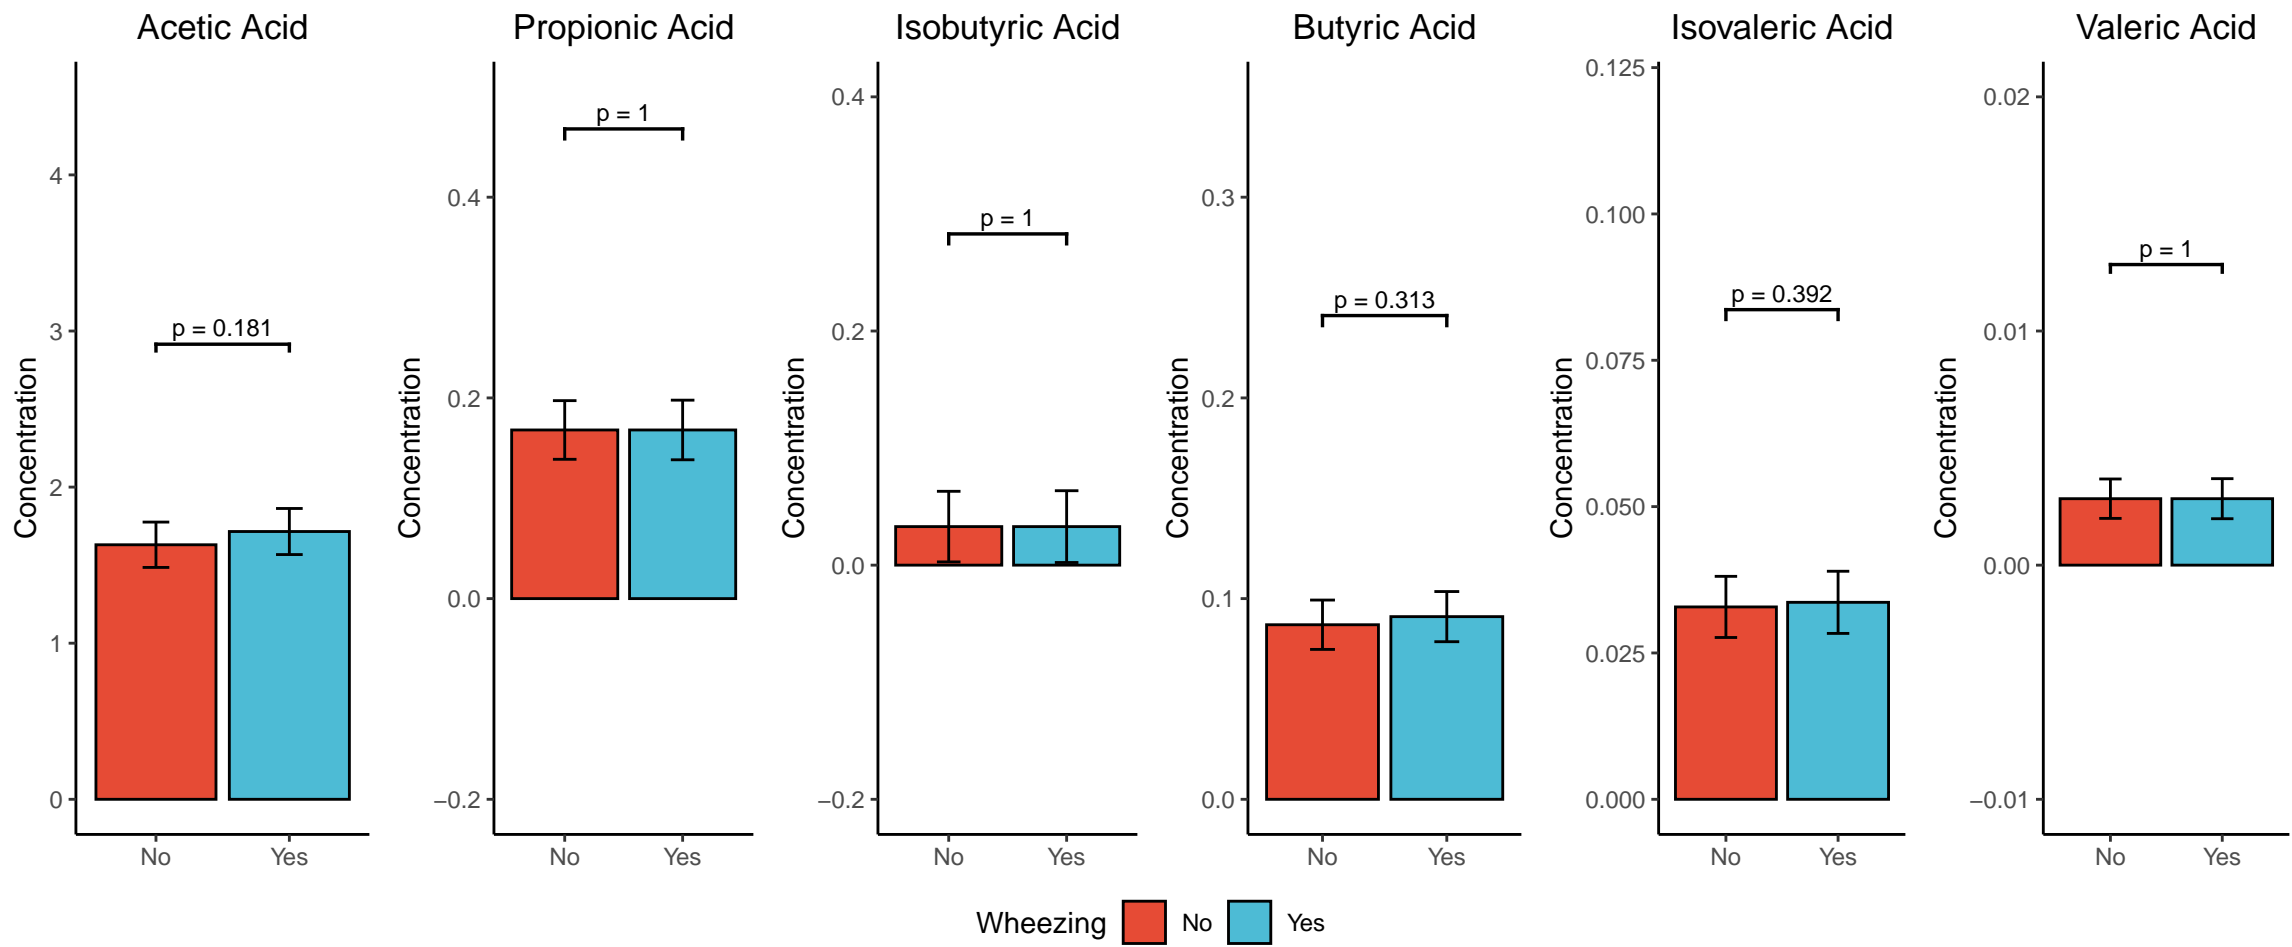 Acetic Acid
Propionic Acid
Isobutyric Acid
Butyric Acid
Isovaleric Acid
Valeric Acid
Concentration
4
3
2
1
0
p = 0.181
No
Yes
Concentration
0.4
0.2
0.0
−0.2
p = 1
No
Yes
Concentration
0.4
0.2
0.0
−0.2
p = 1
No
Yes
Concentration
0.3
0.2
0.1
0.0
p = 0.313
No
Yes
Concentration
0.125
0.100
0.075
0.050
0.025
0.000
p = 0.392
No
Yes
Concentration
0.02
0.01
0.00
−0.01
p = 1
No
Yes
Wheezing No Yes